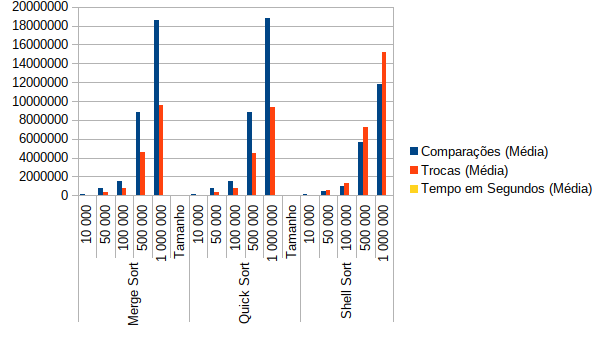 20000000
18000000
16000000
14000000
12000000
10000000
8000000
6000000
4000000
2000000
0
10 000
50 000
100 000
500 000
1 000 000
Tamanho
10 000
50 000
100 000
500 000
1 000 000
Tamanho
10 000
50 000
100 000
500 000
1 000 000
Merge Sort
Quick Sort
Shell Sort
Comparações (Média)
Trocas (Média)
Tempo em Segundos (Média)